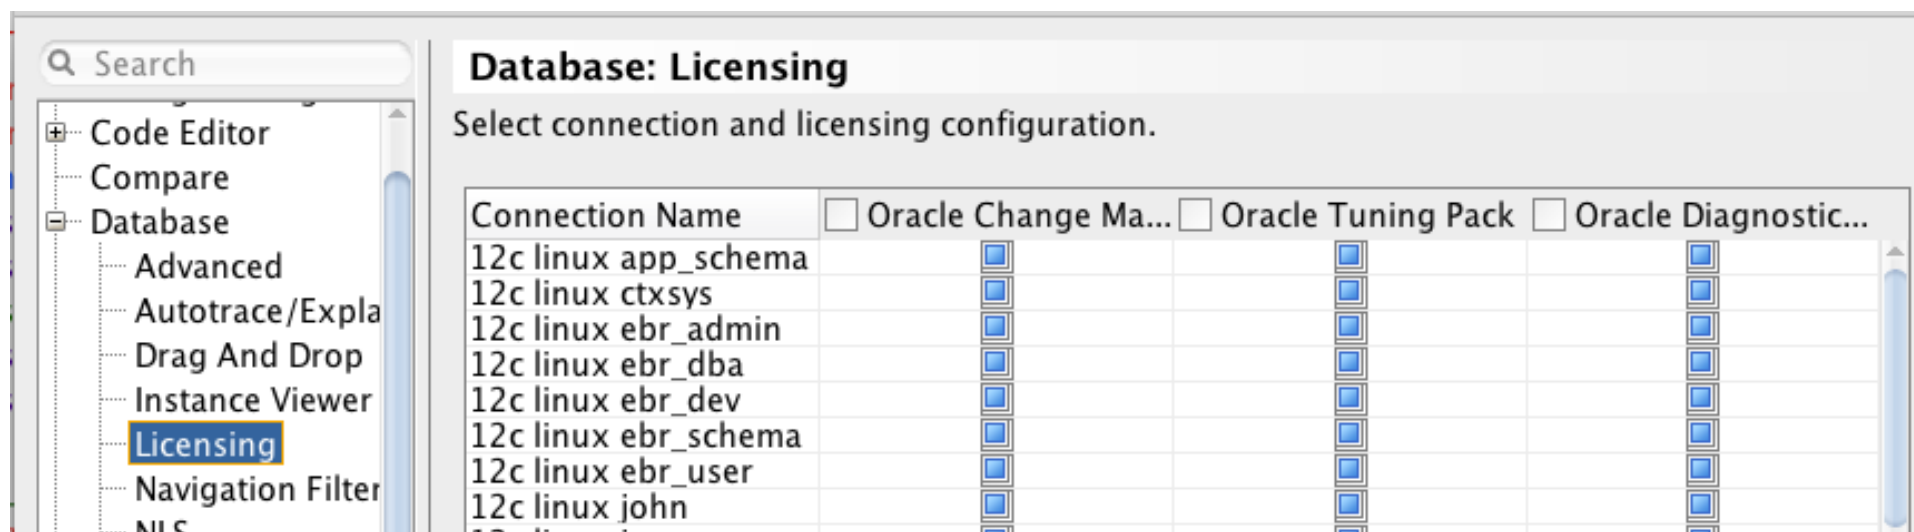 Search
Code Editor
Compare
Database
Advanced
Autotrace/Expla
Drag And Drop
Instance Viewer
Licensing
Navigation Filter
NLS
Database: Licensing
Select connection and licensing configuration.
Connection Name Oracle Change Ma... Oracle Tuning Pack Oracle Diagnostic...
12c linux app_schema
12c linux ctxsys
12c linux ebr_admin
12c linux ebr_dba
12c linux ebr_dev
12c linux ebr_schema
12c linux ebr_user
12c linux john